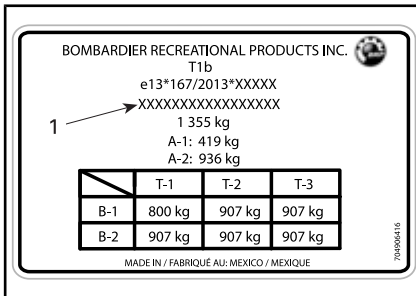 BOMBARDIER RECREATIONAL PRODUCTS INC.
T1b
e13*167/2013*XXXXX
XXXXXXXXXXXXXXXXX
1
1 355 kg
A-1: 419 kg
A-2: 936 kg
T-1 T-2 T-3
B-1 800 kg 907 kg 907 kg
B-2 907 kg 907 kg 907 kg
MADE IN / FABRIQUÉ AU: MEXICO / MEXIQUE
704906416